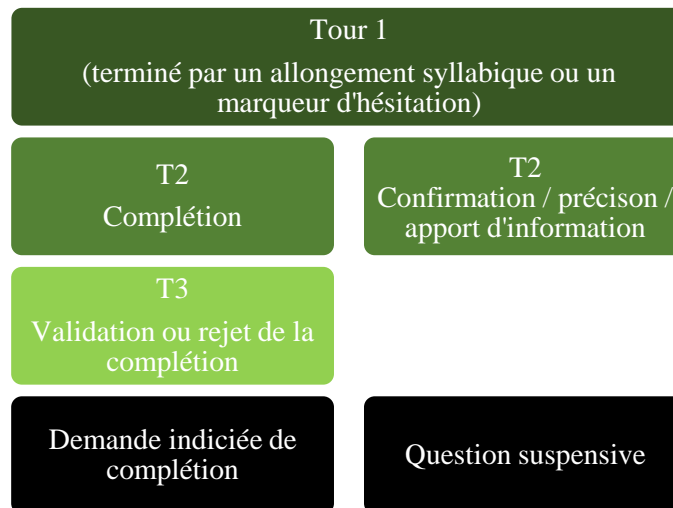 Tour 1
(terminé par un allongement syllabique ou un
marqueur d'hésitation)
T2
Complétion
T2
Confirmation / précison /
apport d'information
T3
Validation ou rejet de la
complétion
Demande indiciée de
complétion
Question suspensive